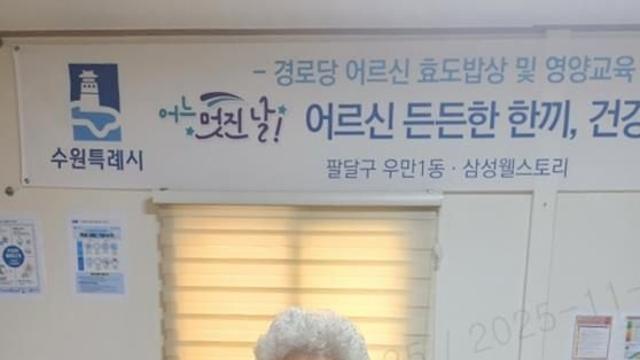 - 경로당 어르신 효도밥상 및 영양교육
어느 멋진 날!
어르신 든든한 한끼, 건강
수원특례시
팔달구 우만1동 · 삼성웰스토리